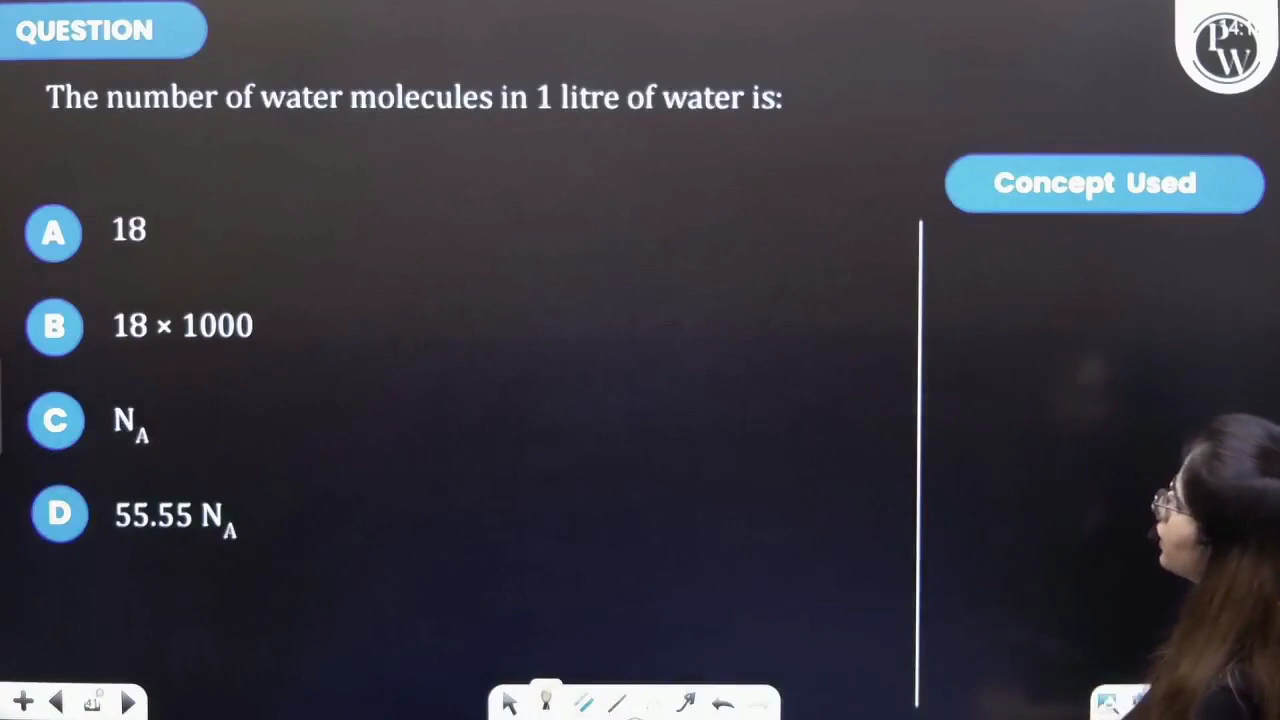 QUESTION
The number of water molecules in 1 litre of water is:
Concept Used
A 18
B 18 × 1000
C N_A
D 55.55 N_A
P
W
41